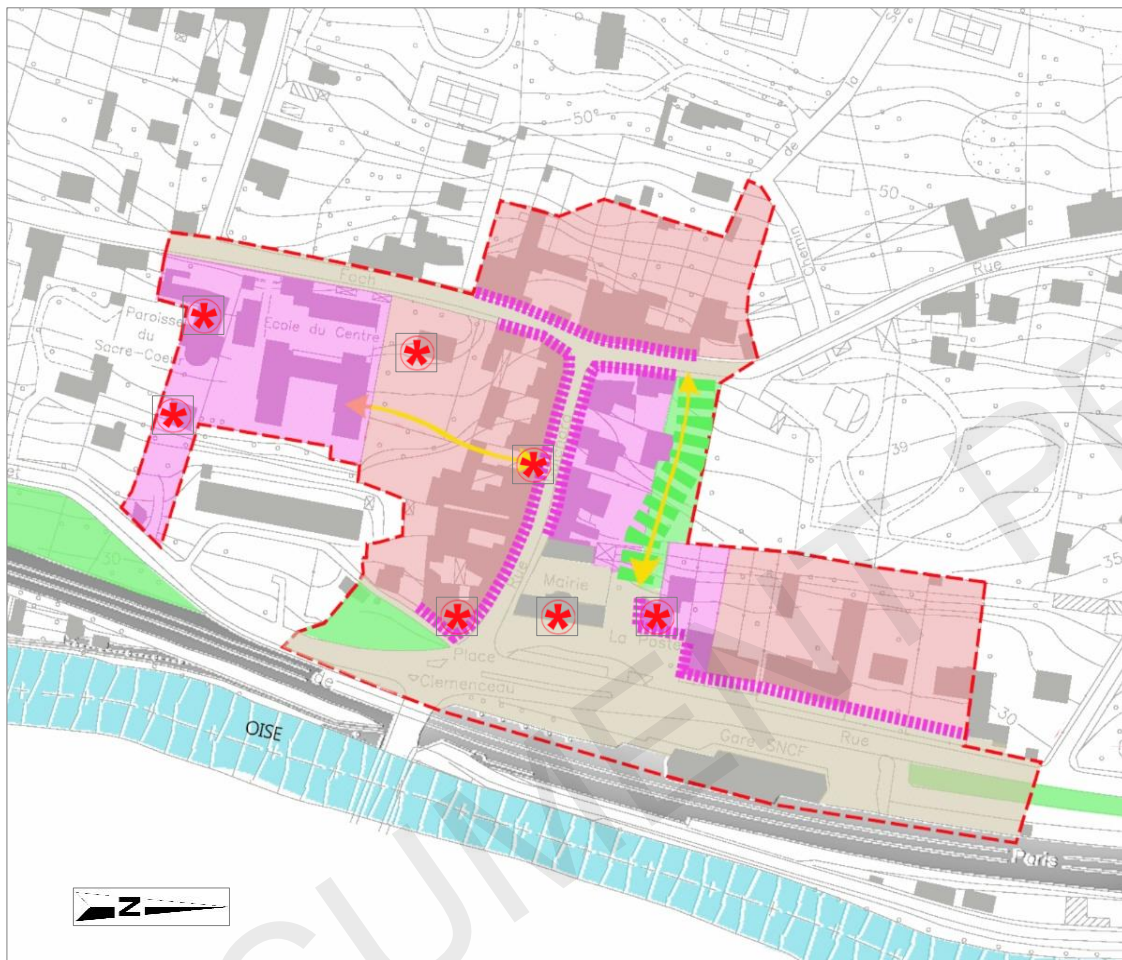 50
50
Chemin
de
la
Rue
Foch
Paroisse
du
Sacre-Coeur
Ecole du Centre
39
35
30
Mairie
Rue
La Poste
Place
Clemenceau
de
30
Gare SNCF
Rue
OISE
Paris
N